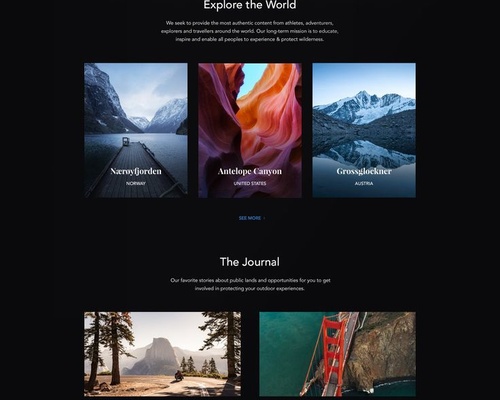 Explore the World
We seek to provide the most authentic content from athletes, adventurers,
explorers and travellers around the world. Our long-term mission is to educate,
inspire and enable all peoples to experience & protect wilderness.
Nærøyfjorden
Antelope Canyon
Grossglockner
NORWAY
UNITED STATES
AUSTRIA
SEE MORE
The Journal
Our favorite stories about public lands and opportunities for you to get
involved in protecting your outdoor experiences.